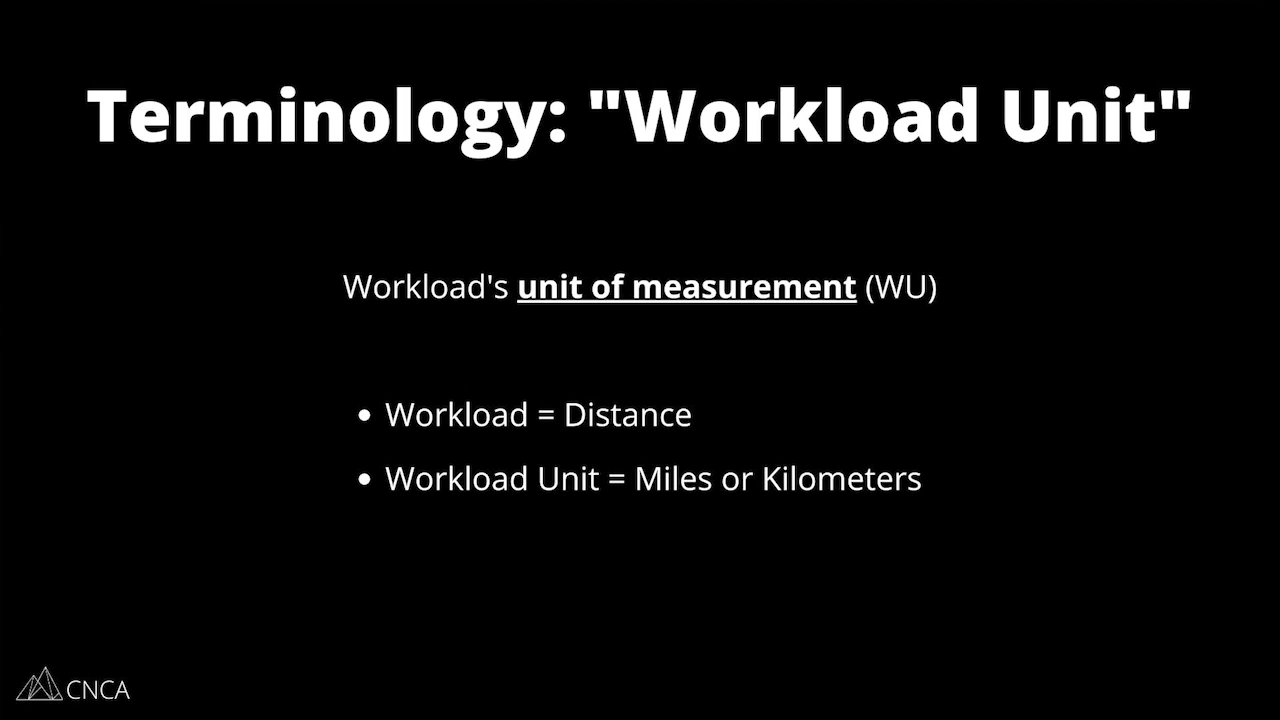 Terminology: "Workload Unit"
Workload's unit of measurement (WU)
• Workload = Distance
• Workload Unit = Miles or Kilometers
CNCA